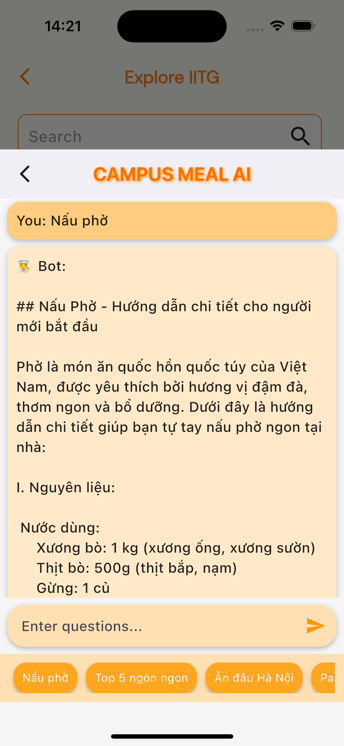 14:21
Explore IITG
Search
CAMPUS MEAL AI
You: Nấu phở
Bot:
## Nấu Phở - Hướng dẫn chi tiết cho người
mới bắt đầu
Phở là món ăn quốc hồn quốc túy của Việt
Nam, được yêu thích bởi hương vị đậm đà,
thơm ngon và bổ dưỡng. Dưới đây là hướng
dẫn chi tiết giúp bạn tự tay nấu phở ngon tại
nhà:
I. Nguyên liệu:
Nước dùng:
Xương bò: 1 kg (xương ống, xương sườn)
Thịt bò: 500g (thịt bắp, nạm)
Gừng: 1 củ
Enter questions...
Nấu phở Top 5 ngón ngon Ăn đâu Hà Nội